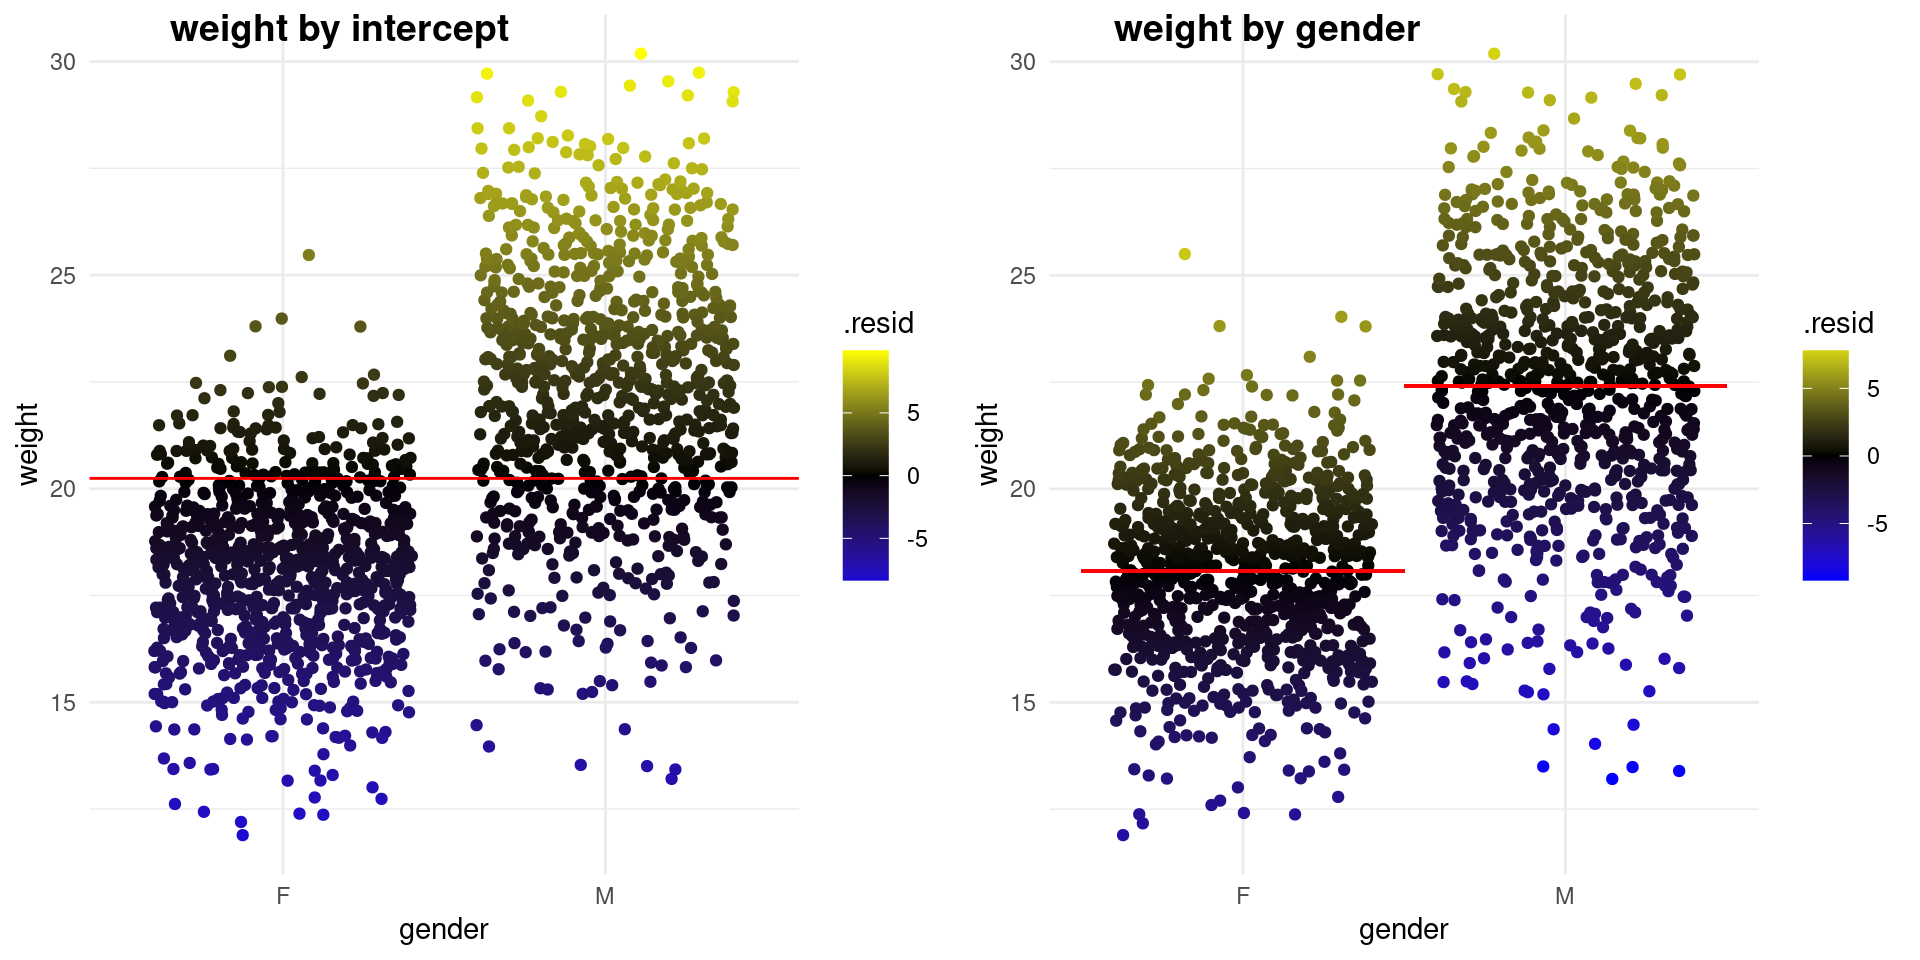 weight by intercept
30
25
20
15
weight
F
M
gender
.resid
5
0
-5
weight by gender
30
25
20
15
weight
F
M
gender
.resid
5
0
-5